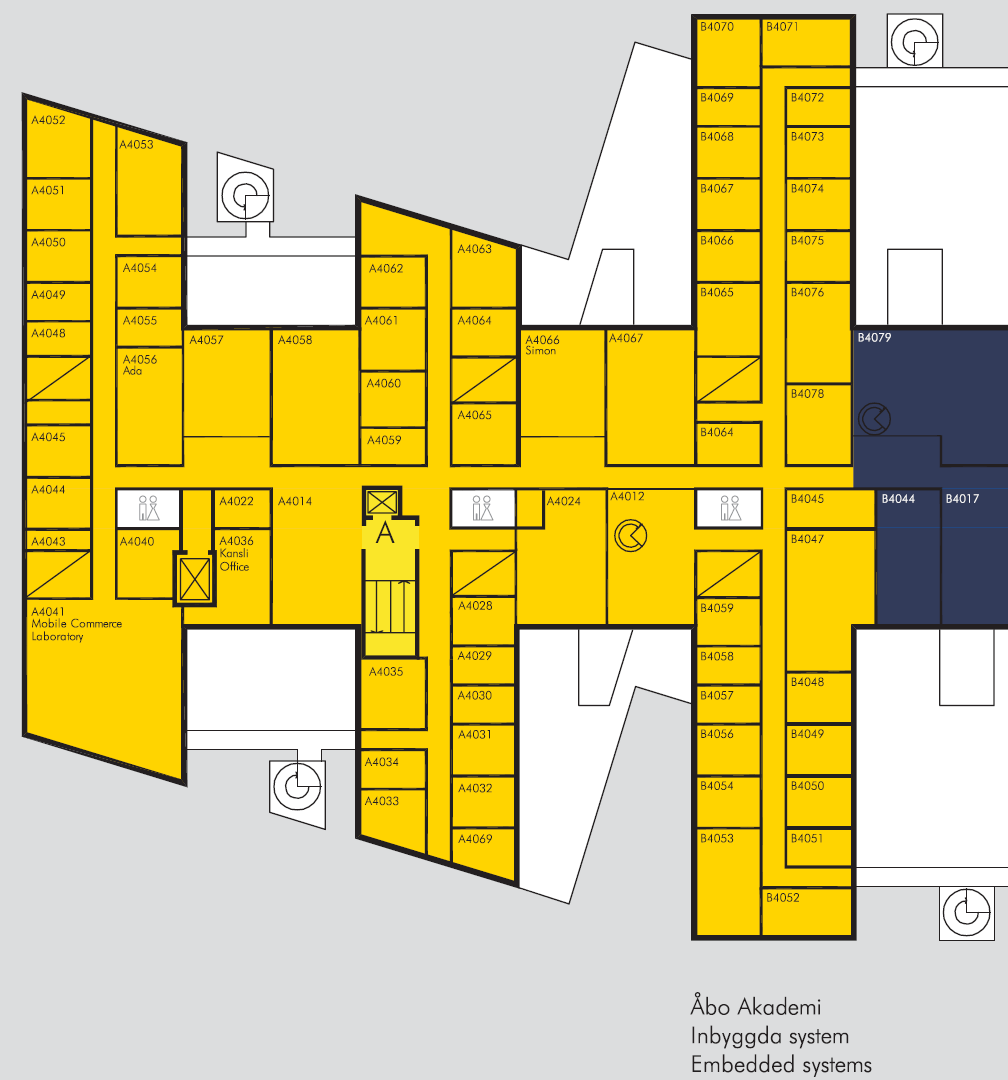 B4070
B4071
B4069
B4072
B4068
B4073
B4067
B4074
B4066
B4075
B4065
B4076
B4079
B4078
B4064
A4052
A4053
A4051
A4050
A4049
A4048
A4054
A4055
A4056
Ada
A4057
A4058
A4062
A4063
A4061
A4064
A4060
A4065
A4059
A4066
Simon
A4067
A4045
A4044
A4043
A4040
A4022
A4036
Kansli
Office
A4014
A
A4024
A4012
B4045
B4044
B4017
B4047
A4041
Mobile Commerce
Laboratory
A4028
A4029
A4030
A4031
A4032
A4069
A4035
A4034
A4033
B4059
B4058
B4057
B4056
B4054
B4053
B4048
B4049
B4050
B4051
B4052
Åbo Akademi
Inbyggda system
Embedded systems